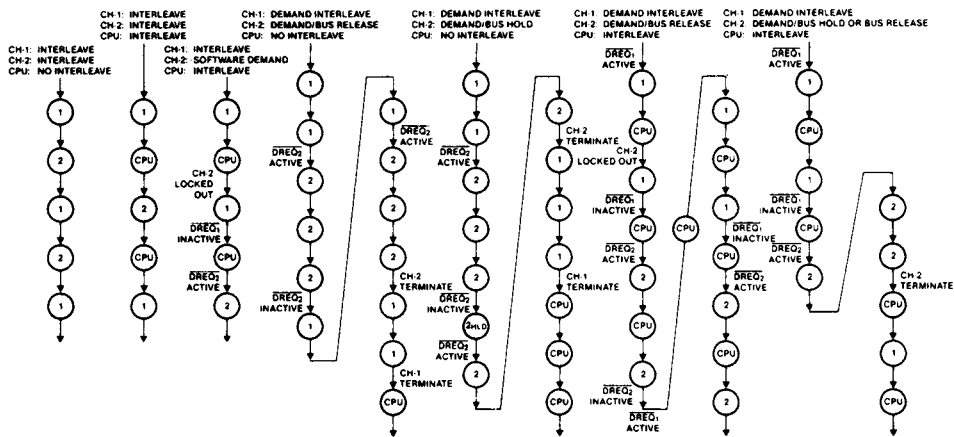 CH-1: INTERLEAVE
CH-2: INTERLEAVE
CPU: NO INTERLEAVE
1
2
1
2
1
CH-1: INTERLEAVE
CH-2: INTERLEAVE
CPU: INTERLEAVE
1
CPU
2
CPU
1
CH-1: INTERLEAVE
CH-2: SOFTWARE DEMAND
CPU: INTERLEAVE
1
CPU
CH-2
LOCKED
OUT
1
DREQ1
INACTIVE
CPU
DREQ2
ACTIVE
2
CH-1: DEMAND INTERLEAVE
CH-2: DEMAND/BUS RELEASE
CPU: NO INTERLEAVE
1
1
DREQ2
ACTIVE
2
2
2
DREQ2
INACTIVE
1
1
DREQ2
ACTIVE
2
2
2
CH-2
TERMINATE
1
1
CH-1
TERMINATE
CPU
CH-1: DEMAND INTERLEAVE
CH-2: DEMAND/BUS HOLD
CPU: NO INTERLEAVE
1
1
DREQ2
ACTIVE
2
2
2
DREQ2
INACTIVE
2HLD
DREQ2
ACTIVE
2
2
CH-2
TERMINATE
1
1
1
CH-1
TERMINATE
CPU
CPU
CPU
CH-1: DEMAND INTERLEAVE
CH-2: DEMAND/BUS RELEASE
CPU: INTERLEAVE
DREQ1
ACTIVE
1
CPU
CH-2
LOCKED OUT
1
DREQ1
INACTIVE
CPU
DREQ2
ACTIVE
2
CPU
2
DREQ2
INACTIVE
DREQ1
ACTIVE
CPU
1
CPU
1
DREQ1
INACTIVE
CPU
DREQ2
ACTIVE
2
CPU
2
CH-1: DEMAND INTERLEAVE
CH-2: DEMAND/BUS HOLD OR BUS RELEASE
CPU: INTERLEAVE
DREQ1
ACTIVE
1
CPU
1
DREQ1
INACTIVE
CPU
DREQ2
ACTIVE
2
2
2
CH-2
TERMINATE
CPU
1
CPU